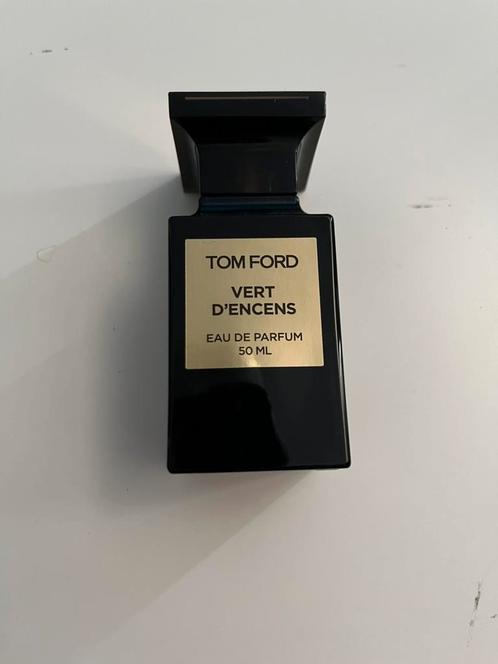 TOM FORD
VERT
D'ENCENS
EAU DE PARFUM
50 ML